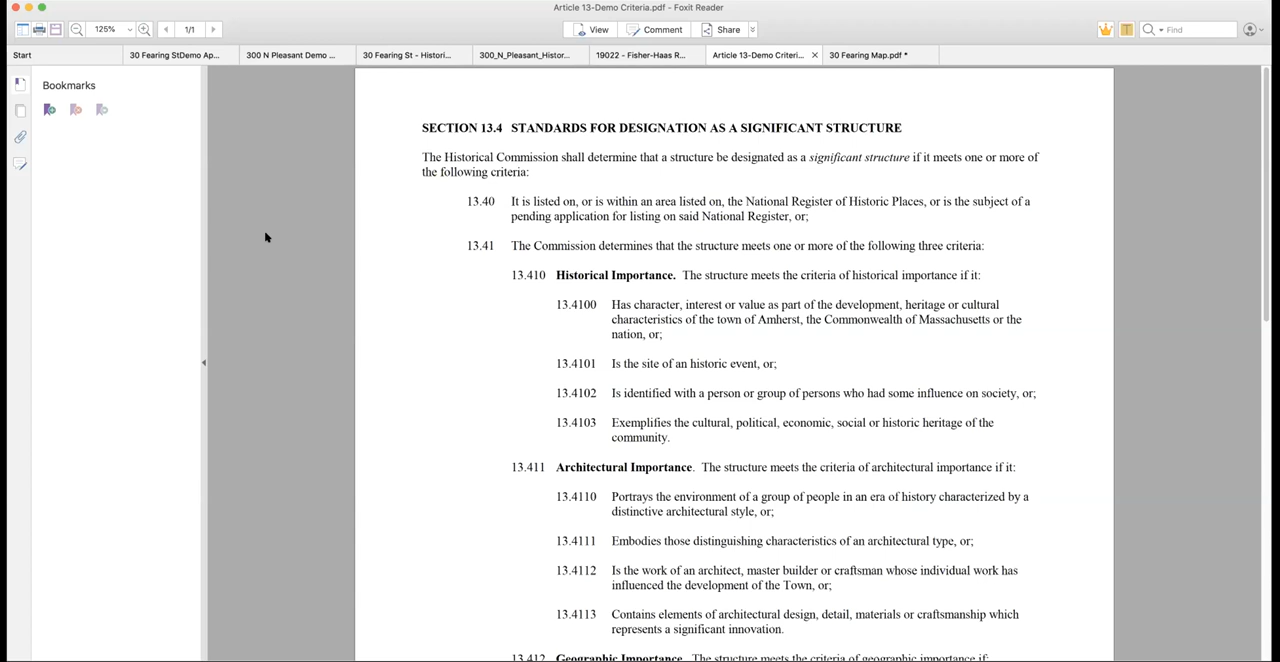 Article 13-Demo Criteria.pdf - Foxit Reader
125%
1/1
View
Comment
Share
Find
Start
30 Fearing StDemo Ap...
300 N Pleasant Demo ...
30 Fearing St - Histori...
300_N_Pleasant_Histor...
19022 - Fisher-Haas R...
Article 13-Demo Criteri...
30 Fearing Map.pdf *
Bookmarks
SECTION 13.4 STANDARDS FOR DESIGNATION AS A SIGNIFICANT STRUCTURE
The Historical Commission shall determine that a structure be designated as a significant structure if it meets one or more of
the following criteria:
13.40 It is listed on, or is within an area listed on, the National Register of Historic Places, or is the subject of a
pending application for listing on said National Register, or;
13.41 The Commission determines that the structure meets one or more of the following three criteria:
13.410 Historical Importance. The structure meets the criteria of historical importance if it:
13.4100 Has character, interest or value as part of the development, heritage or cultural
characteristics of the town of Amherst, the Commonwealth of Massachusetts or the
nation, or;
13.4101 Is the site of an historic event, or;
13.4102 Is identified with a person or group of persons who had some influence on society, or;
13.4103 Exemplifies the cultural, political, economic, social or historic heritage of the
community.
13.411 Architectural Importance. The structure meets the criteria of architectural importance if it:
13.4110 Portrays the environment of a group of people in an era of history characterized by a
distinctive architectural style, or;
13.4111 Embodies those distinguishing characteristics of an architectural type, or;
13.4112 Is the work of an architect, master builder or craftsman whose individual work has
influenced the development of the Town, or;
13.4113 Contains elements of architectural design, detail, materials or craftsmanship which
represents a significant innovation.
13.412 Geographic Importance. The structure meets the criteria of geographic importance if: